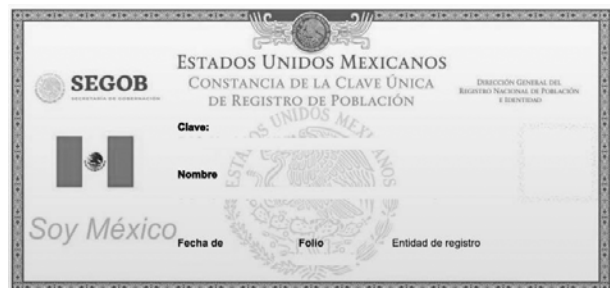 SEGOB
SECRETARÍA DE GOBERNACIÓN
ESTADOS UNIDOS MEXICANOS
CONSTANCIA DE LA CLAVE ÚNICA
DE REGISTRO DE POBLACIÓN
DIRECCIÓN GENERAL DEL
REGISTRO NACIONAL DE POBLACIÓN
E IDENTIDAD
ESTADOS UNIDOS MEXICANOS
Clave:
Nombre
Soy México
Fecha de
Folio
Entidad de registro